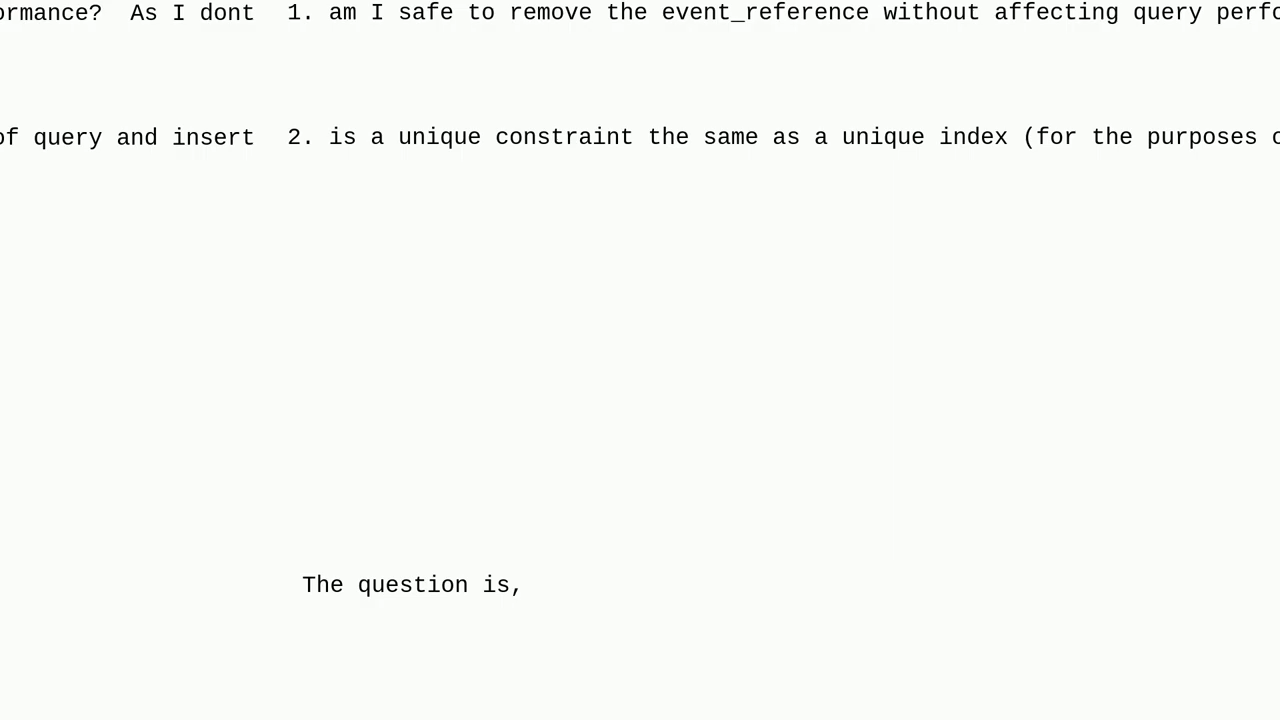 ormance?  As I dont
1. am I safe to remove the event_reference without affecting query perfo
of query and insert
2. is a unique constraint the same as a unique index (for the purposes o
The question is,